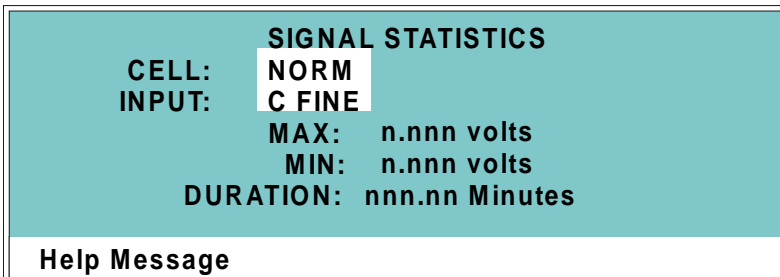 SIGNAL STATISTICS
CELL: NORM
INPUT: C FINE
MAX: n.nnn volts
MIN: n.nnn volts
DURATION: nnn.nn Minutes
Help Message